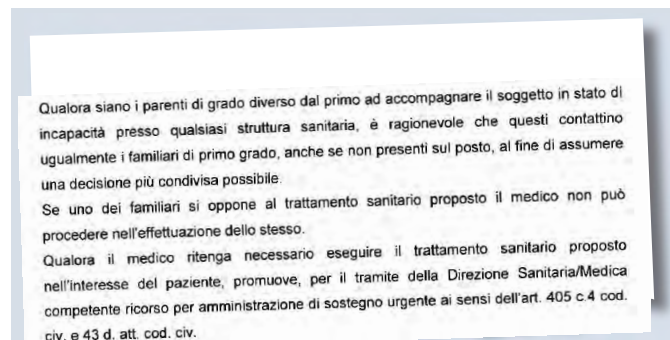 Qualora siano i parenti di grado diverso dal primo ad accompagnare il soggetto in stato di
incapacità presso qualsiasi struttura sanitaria, è ragionevole che questi contattino
ugualmente i familiari di primo grado, anche se non presenti sul posto, al fine di assumere
una decisione più condivisa possibile.
Se uno dei familiari si oppone al trattamento sanitario proposto il medico non può
procedere nell'effettuazione dello stesso.
Qualora il medico ritenga necessario eseguire il trattamento sanitario proposto
nell'interesse del paziente, promuove, per il tramite della Direzione Sanitaria/Medica
competente ricorso per amministrazione di sostegno urgente ai sensi dell'art. 405 c.4 cod.
civ. e 43 d. att. cod. civ.